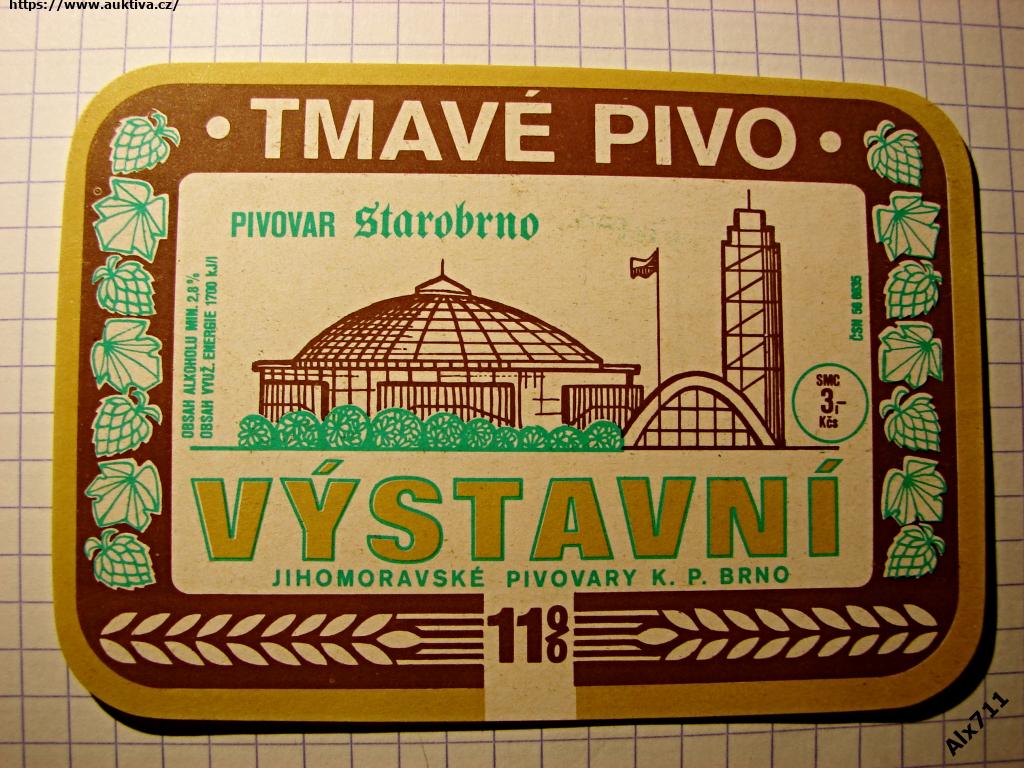 https://www.auktiva.cz/
• TMAVÉ PIVO •
PIVOVAR Starobrno
OBSAH ALKOHOLU MIN. 2,8 %
OBSAH VYUŽ. ENERGIE 1700 kJ/l
ČSN 56 6635
SMC
3,-
Kčs
VÝSTAVNÍ
JIHOMORAVSKÉ PIVOVARY K. P. BRNO
11%
Alx711